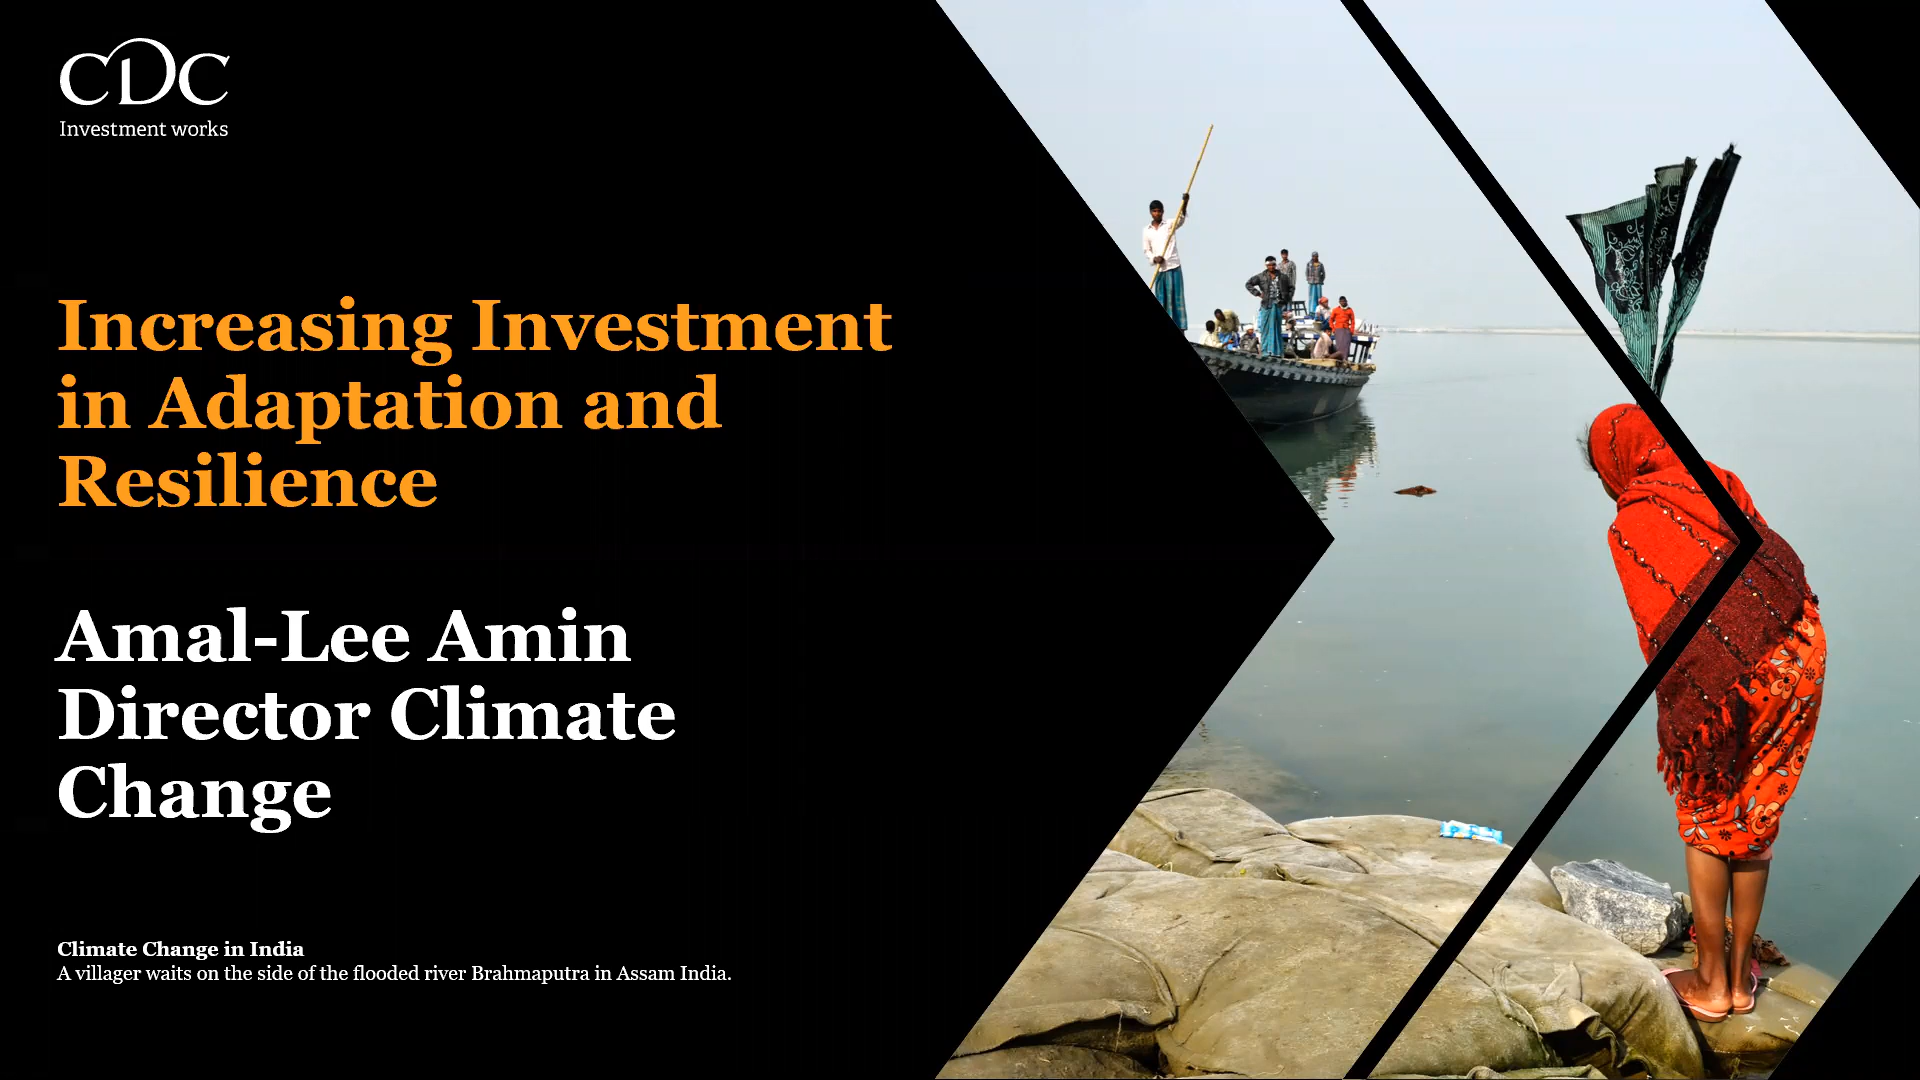 CDC
Investment works
Increasing Investment
in Adaptation and
Resilience
Amal-Lee Amin
Director Climate
Change
Climate Change in India
A villager waits on the side of the flooded river Brahmaputra in Assam India.